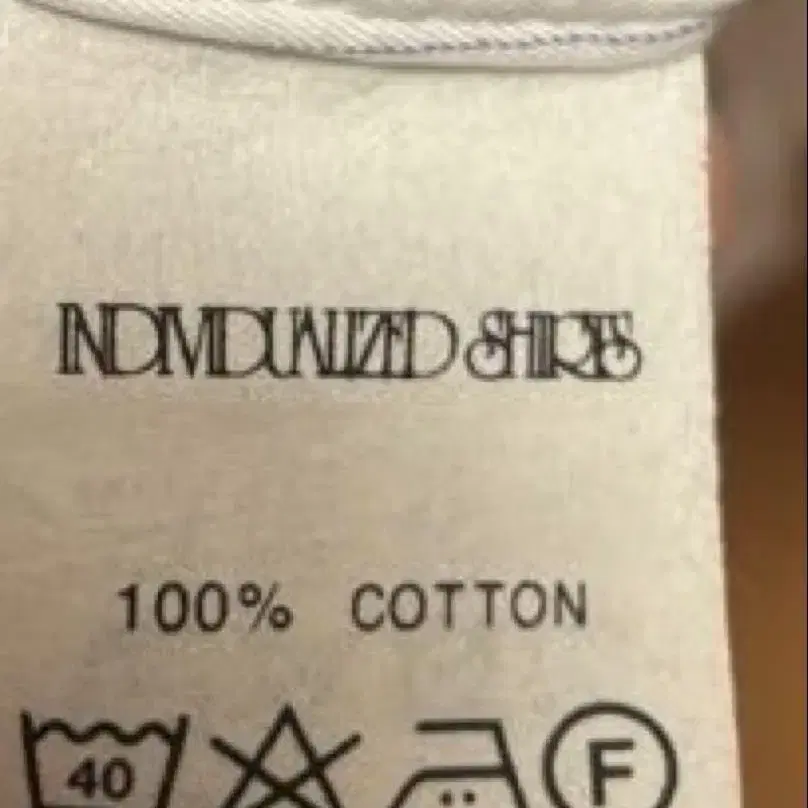 INDIVIDUALIZED SHIRTS
100% COTTON
40 F